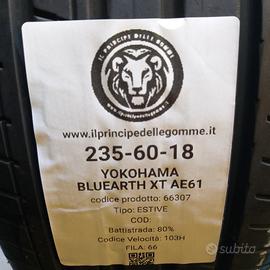 IL PRINCIPE DELLE GOMME
www.ilprincipedellegomme.it
235-60-18
YOKOHAMA
BLUEARTH XT AE61
codice prodotto: 66307
Tipo: ESTIVE
COD:
Battistrada: 80%
Codice Velocità: 103H
FILA: 66
subito